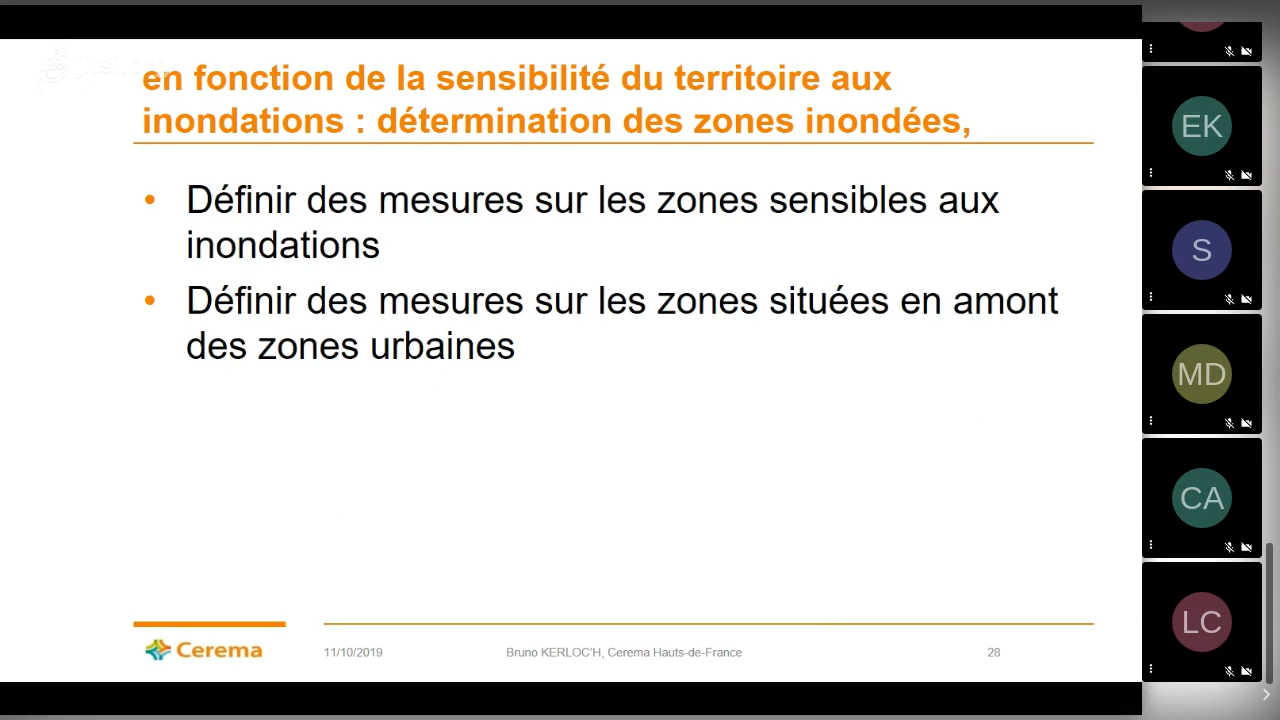 en fonction de la sensibilité du territoire aux
inondations : détermination des zones inondées,
• Définir des mesures sur les zones sensibles aux
inondations
• Définir des mesures sur les zones situées en amont
des zones urbaines
Cerema
11/10/2019
Bruno KERLOC'H, Cerema Hauts-de-France
28
EK
S
MD
CA
LC